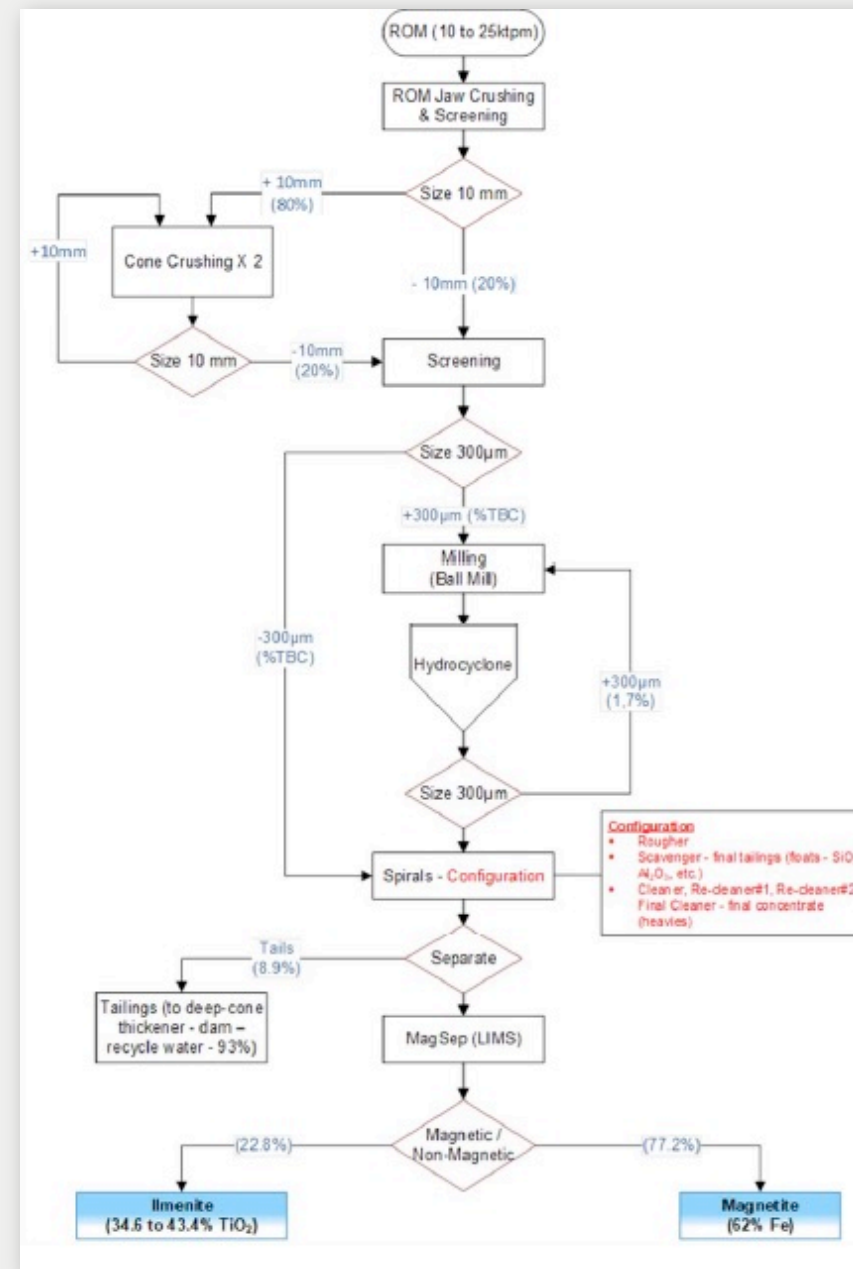 ROM (10 to 25ktpm)
ROM Jaw Crushing
& Screening
Size 10 mm
+ 10mm
(80%)
+10mm
Cone Crushing X 2
- 10mm (20%)
Size 10 mm
-10mm
(20%)
Screening
Size 300µm
+300µm (%TBC)
Milling
(Ball Mill)
-300µm
(%TBC)
Hydrocyclone
+300µm
(1,7%)
Size 300µm
Configuration
• Rougher
• Scavenger - final tailings (floats - SiO
Al₂O₃, etc.)
• Cleaner, Re-cleaner#1, Re-cleaner#2
Final Cleaner - final concentrate
(heavies)
Spirals - Configuration
Tails
(8.9%)
Separate
Tailings (to deep-cone
thickener - dam –
recycle water - 93%)
MagSep (LIMS)
Magnetic /
Non-Magnetic
(22.8%)
(77.2%)
Ilmenite
(34.6 to 43.4% TiO₂)
Magnetite
(62% Fe)